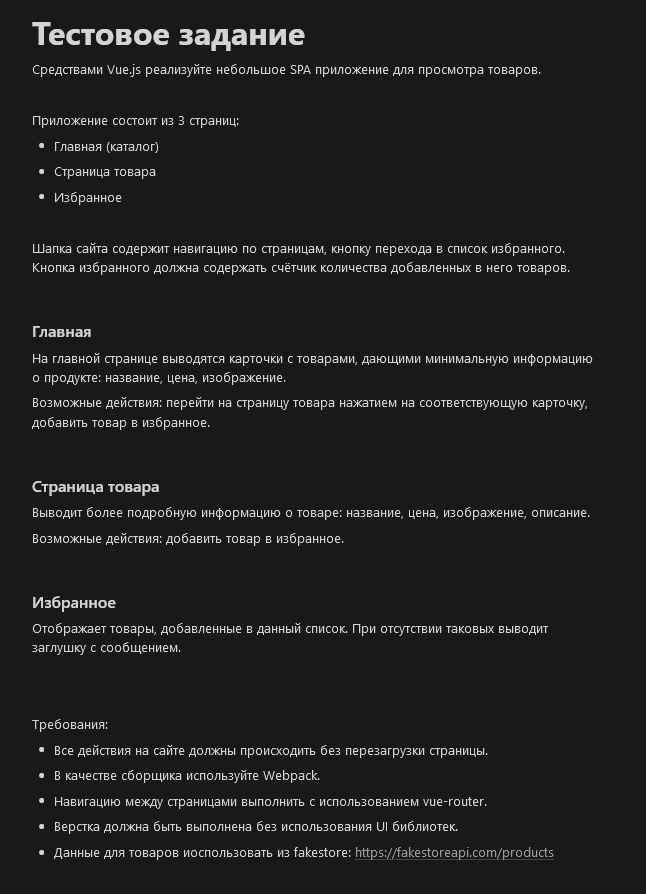 Тестовое задание
Средствами Vue.js реализуйте небольшое SPA приложение для просмотра товаров.
Приложение состоит из 3 страниц:
• Главная (каталог)
• Страница товара
• Избранное
Шапка сайта содержит навигацию по страницам, кнопку перехода в список избранного.
Кнопка избранного должна содержать счётчик количества добавленных в него товаров.
Главная
На главной странице выводятся карточки с товарами, дающими минимальную информацию
о продукте: название, цена, изображение.
Возможные действия: перейти на страницу товара нажатием на соответствующую карточку,
добавить товар в избранное.
Страница товара
Выводит более подробную информацию о товаре: название, цена, изображение, описание.
Возможные действия: добавить товар в избранное.
Избранное
Отображает товары, добавленные в данный список. При отсутствии таковых выводит
заглушку с сообщением.
Требования:
• Все действия на сайте должны происходить без перезагрузки страницы.
• В качестве сборщика используйте Webpack.
• Навигацию между страницами выполнить с использованием vue-router.
• Верстка должна быть выполнена без использования UI библиотек.
• Данные для товаров иоспользовать из fakestore: https://fakestoreapi.com/products